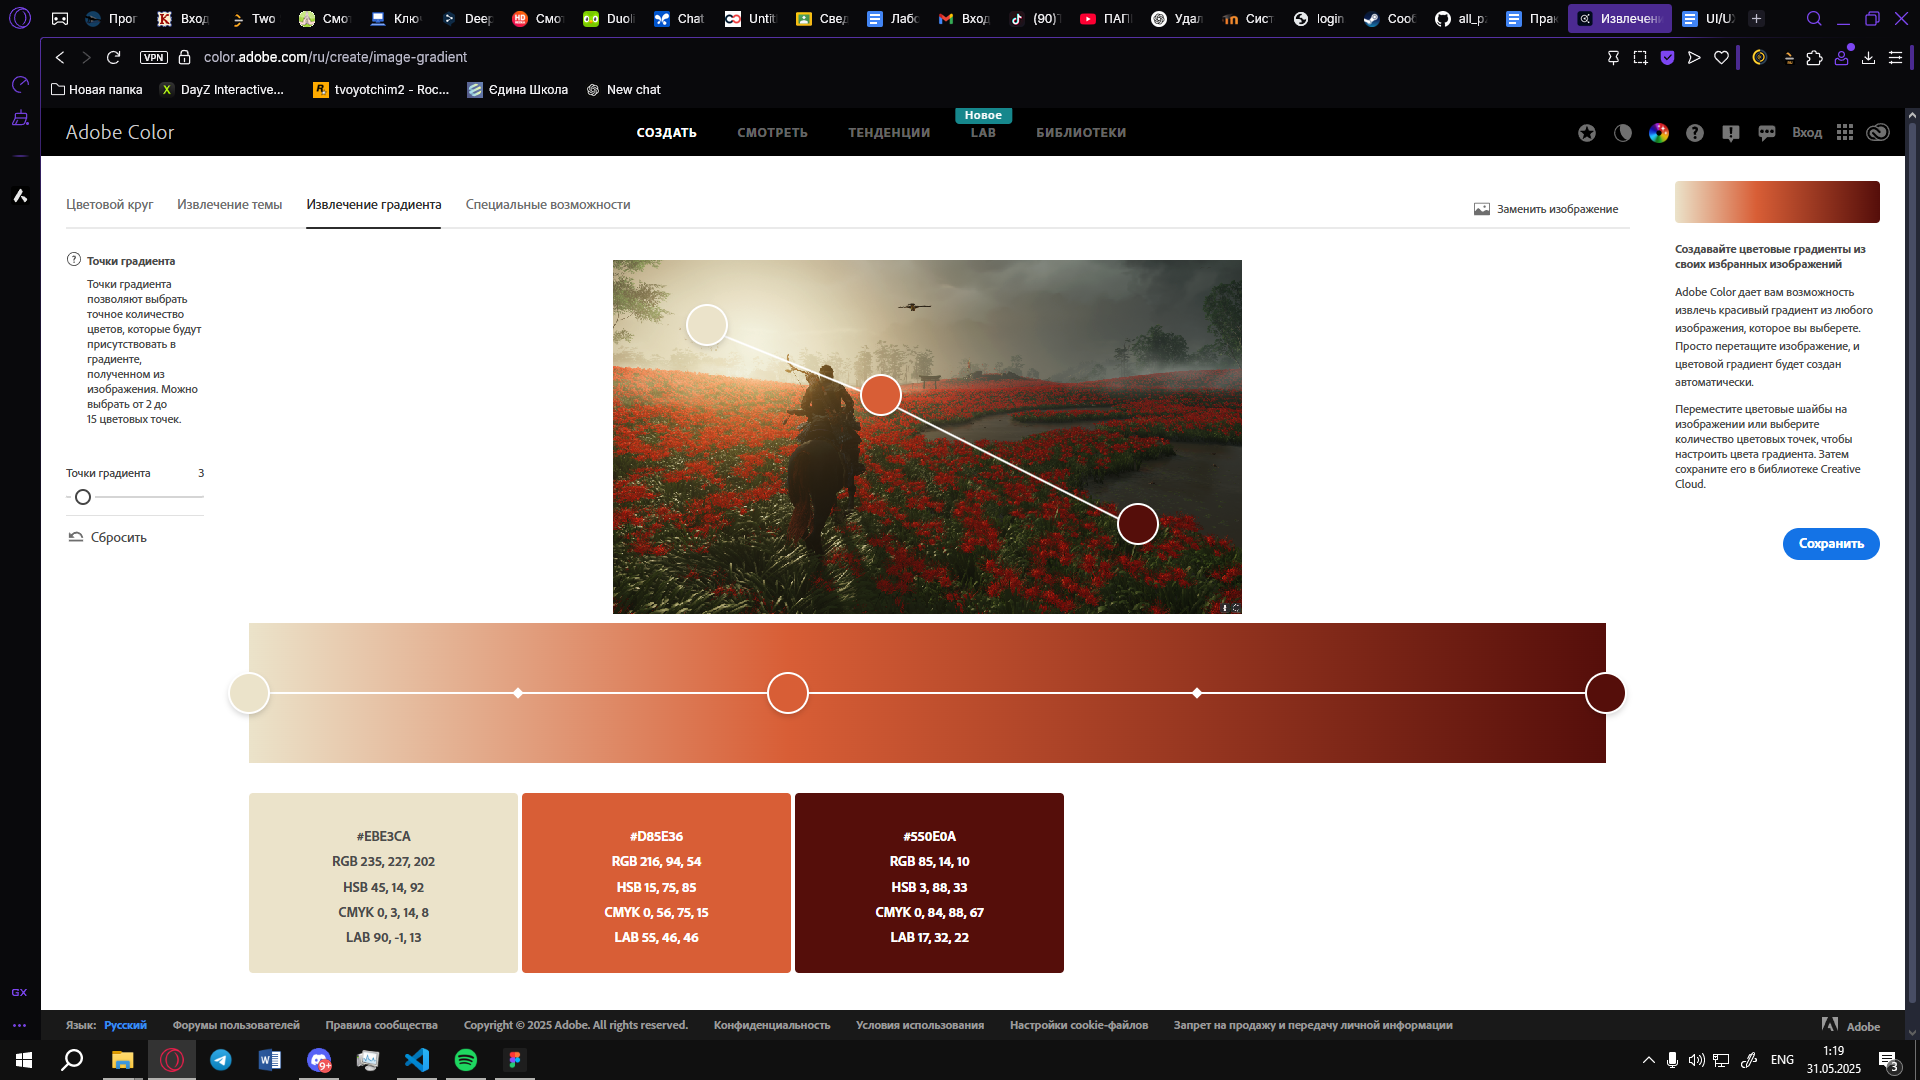 Прог
Вход
Two
Смот
Ключ
Deep
Смот
Duoli
Chat
Untit
Свед
Лабо
Вход
(90)
ПАПІ
Удал
Сист
login
Сооб
all_pz
Прак
Извлечен
UI/UX
VPN
color.adobe.com/ru/create/image-gradient
Новая папка
DayZ Interactive...
tvoyotchim2 - Roc...
Єдина Школа
New chat
Adobe Color
СОЗДАТЬ
СМОТРЕТЬ
ТЕНДЕНЦИИ
Новое
LAB
БИБЛИОТЕКИ
Вход
Цветовой круг
Извлечение темы
Извлечение градиента
Специальные возможности
Заменить изображение
Точки градиента
Точки градиента
позволяют выбрать
точное количество
цветов, которые будут
присутствовать в
градиенте,
полученном из
изображения. Можно
выбрать от 2 до
15 цветовых точек.
Точки градиента 3
Сбросить
Создавайте цветовые градиенты из
своих избранных изображений
Adobe Color дает вам возможность
извлечь красивый градиент из любого
изображения, которое вы выберете.
Просто перетащите изображение, и
цветовой градиент будет создан
автоматически.
Переместите цветовые шайбы на
изображении или выберите
количество цветовых точек, чтобы
настроить цвета градиента. Затем
сохраните его в библиотеке Creative
Cloud.
Сохранить
#EBE3CA
RGB 235, 227, 202
HSB 45, 14, 92
CMYK 0, 3, 14, 8
LAB 90, -1, 13
#D85E36
RGB 216, 94, 54
HSB 15, 75, 85
CMYK 0, 56, 75, 15
LAB 55, 46, 46
#550E0A
RGB 85, 14, 10
HSB 3, 88, 33
CMYK 0, 84, 88, 67
LAB 17, 32, 22
GX
Язык: Русский
Форумы пользователей
Правила сообщества
Copyright © 2025 Adobe. All rights reserved.
Конфиденциальность
Условия использования
Настройки cookie-файлов
Запрет на продажу и передачу личной информации
Adobe
9+
ENG
1:19
31.05.2025
3